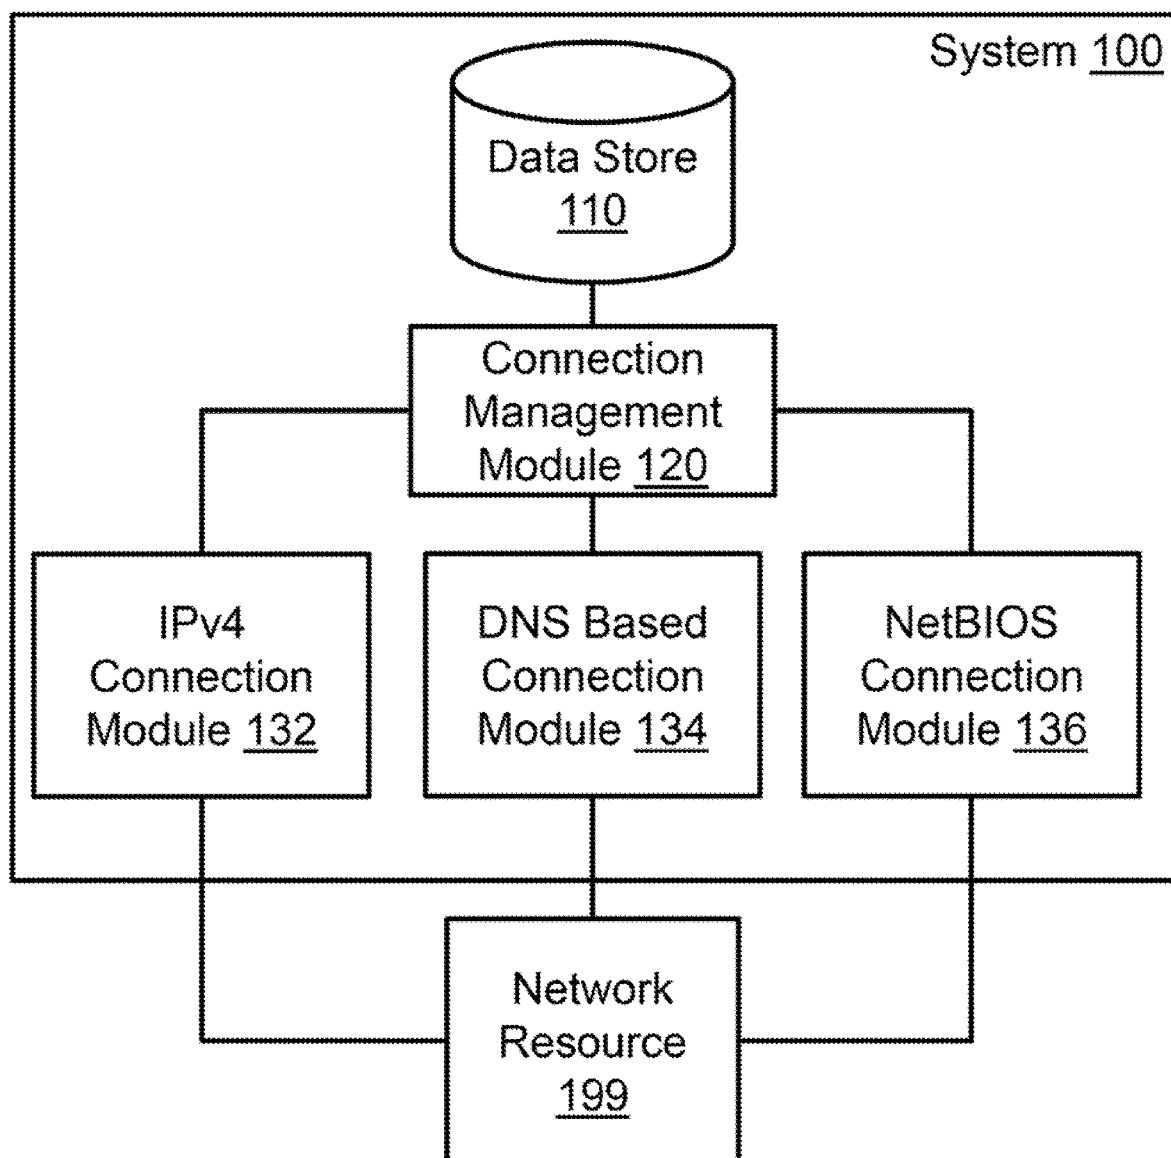 System 100
Data Store
110
Connection
Management
Module 120
IPv4
Connection
Module 132
DNS Based
Connection
Module 134
NetBIOS
Connection
Module 136
Network
Resource
199